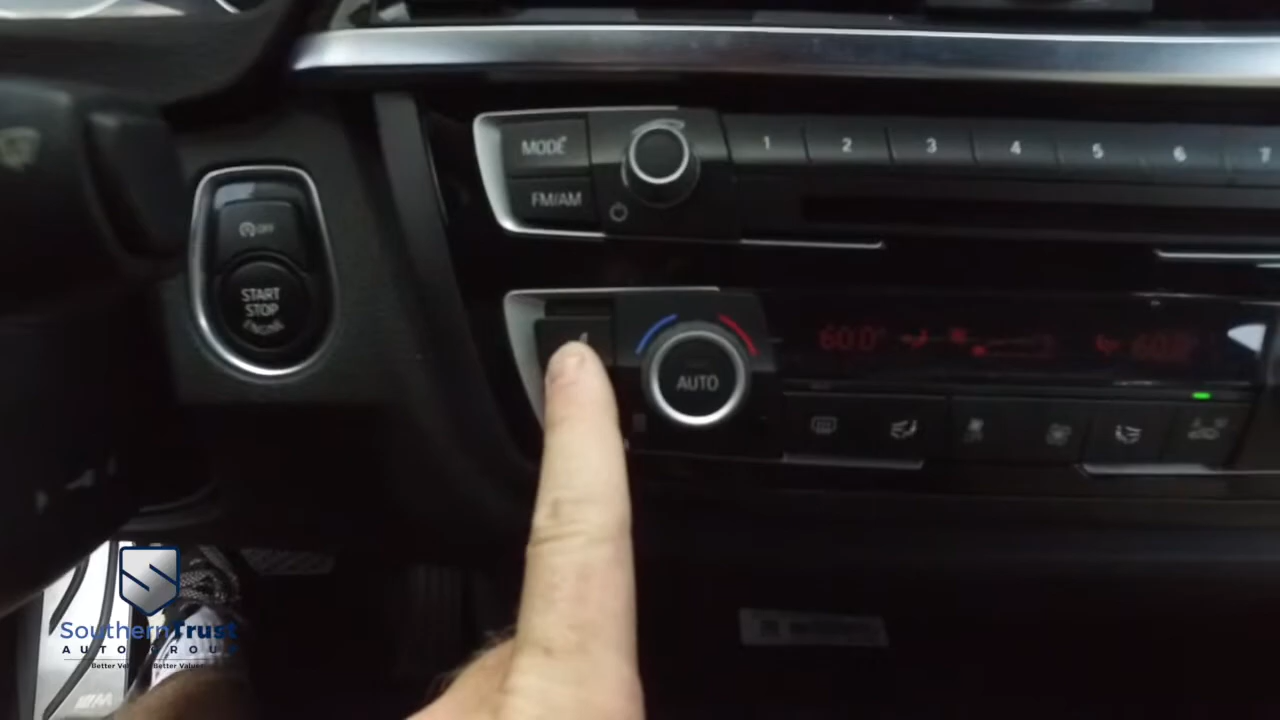 MODE
FM/AM
1 2 3 4 5 6 7
OFF
START
STOP
ENGINE
AUTO
60.0°
SouthernTrust
AUTO GROUP